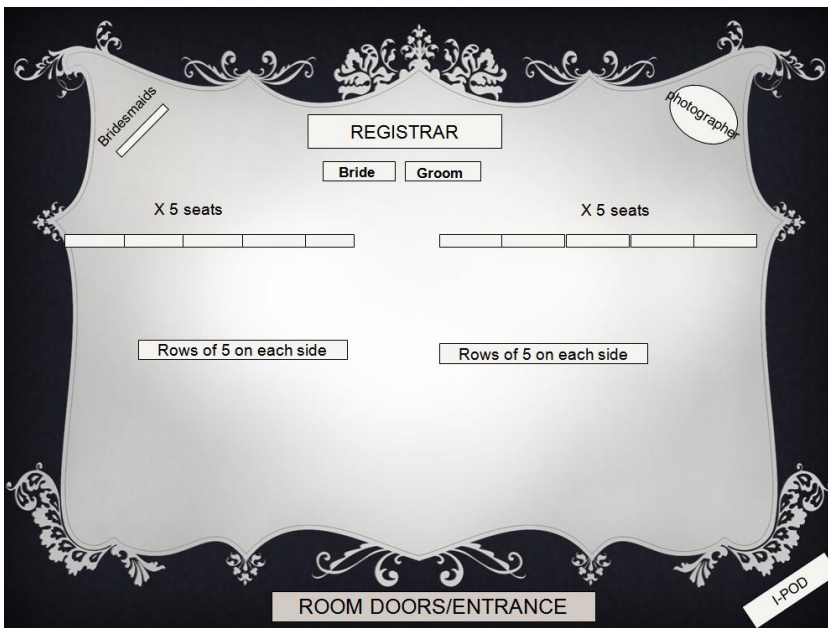 Bridesmaids
photographer
REGISTRAR
Bride
Groom
X 5 seats
X 5 seats
Rows of 5 on each side
Rows of 5 on each side
I-POD
ROOM DOORS/ENTRANCE